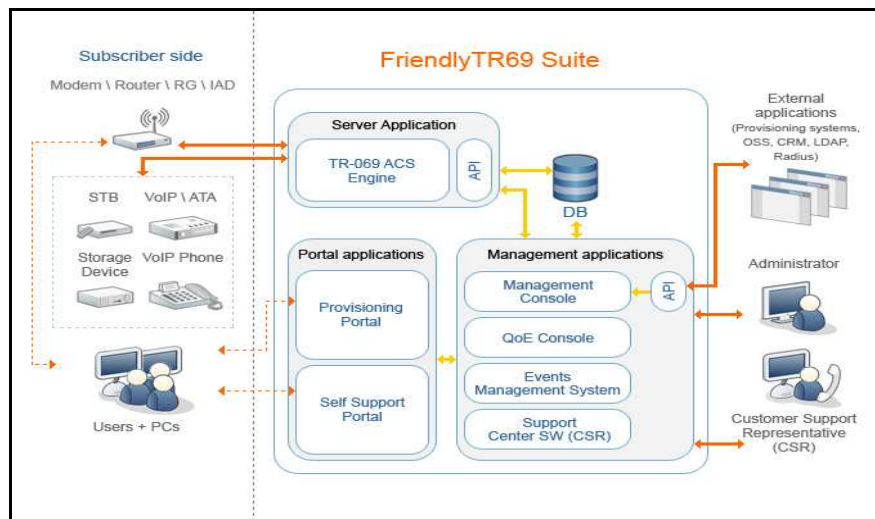 Subscriber side
Modem \ Router \ RG \ IAD
STB
VoIP \ ATA
Storage
Device
VoIP Phone
Users + PCs
FriendlyTR69 Suite
Server Application
TR-069 ACS
Engine
API
DB
Portal applications
Provisioning
Portal
Self Support
Portal
Management applications
Management
Console
API
QoE Console
Events
Management System
Support
Center SW (CSR)
External
applications
(Provisioning systems,
OSS, CRM, LDAP,
Radius)
Administrator
Customer Support
Representative
(CSR)